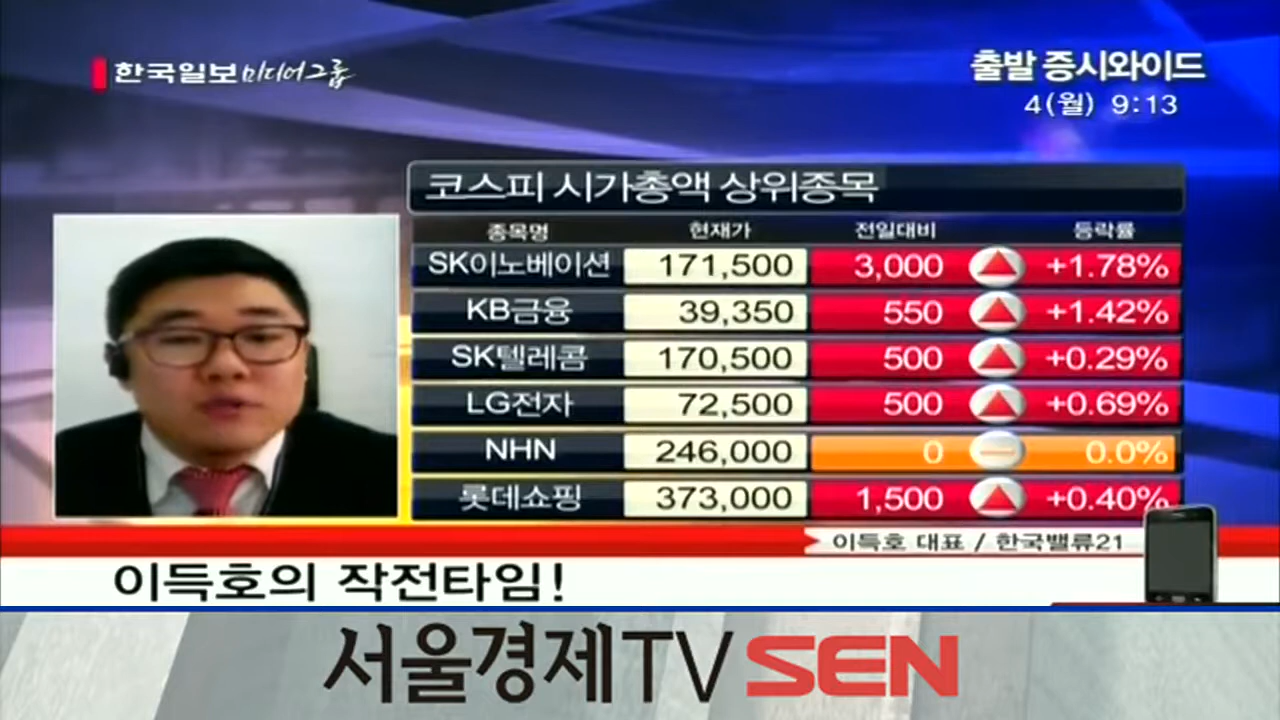 한국일보 미디어그룹
출발 증시와이드
4(월) 9:13
코스피 시가총액 상위종목
종목명 현재가 전일대비 등락률
SK이노베이션 171,500 3,000 +1.78%
KB금융 39,350 550 +1.42%
SK텔레콤 170,500 500 +0.29%
LG전자 72,500 500 +0.69%
NHN 246,000 0 0.0%
롯데쇼핑 373,000 1,500 +0.40%
이득호 대표 / 한국밸류21
이득호의 작전타임!
서울경제TV SEN